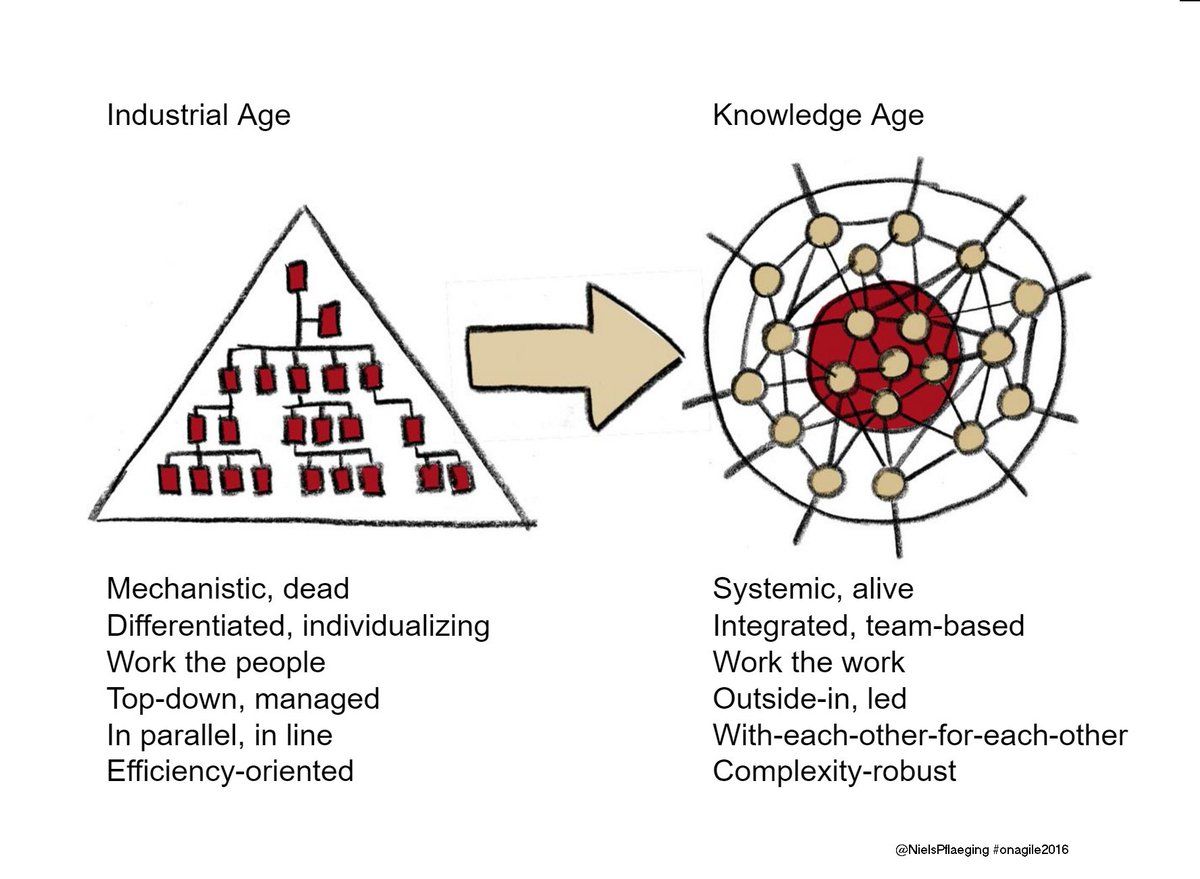 Industrial Age
Knowledge Age
Mechanistic, dead
Differentiated, individualizing
Work the people
Top-down, managed
In parallel, in line
Efficiency-oriented
Systemic, alive
Integrated, team-based
Work the work
Outside-in, led
With-each-other-for-each-other
Complexity-robust
@NielsPflaeging #onagile2016